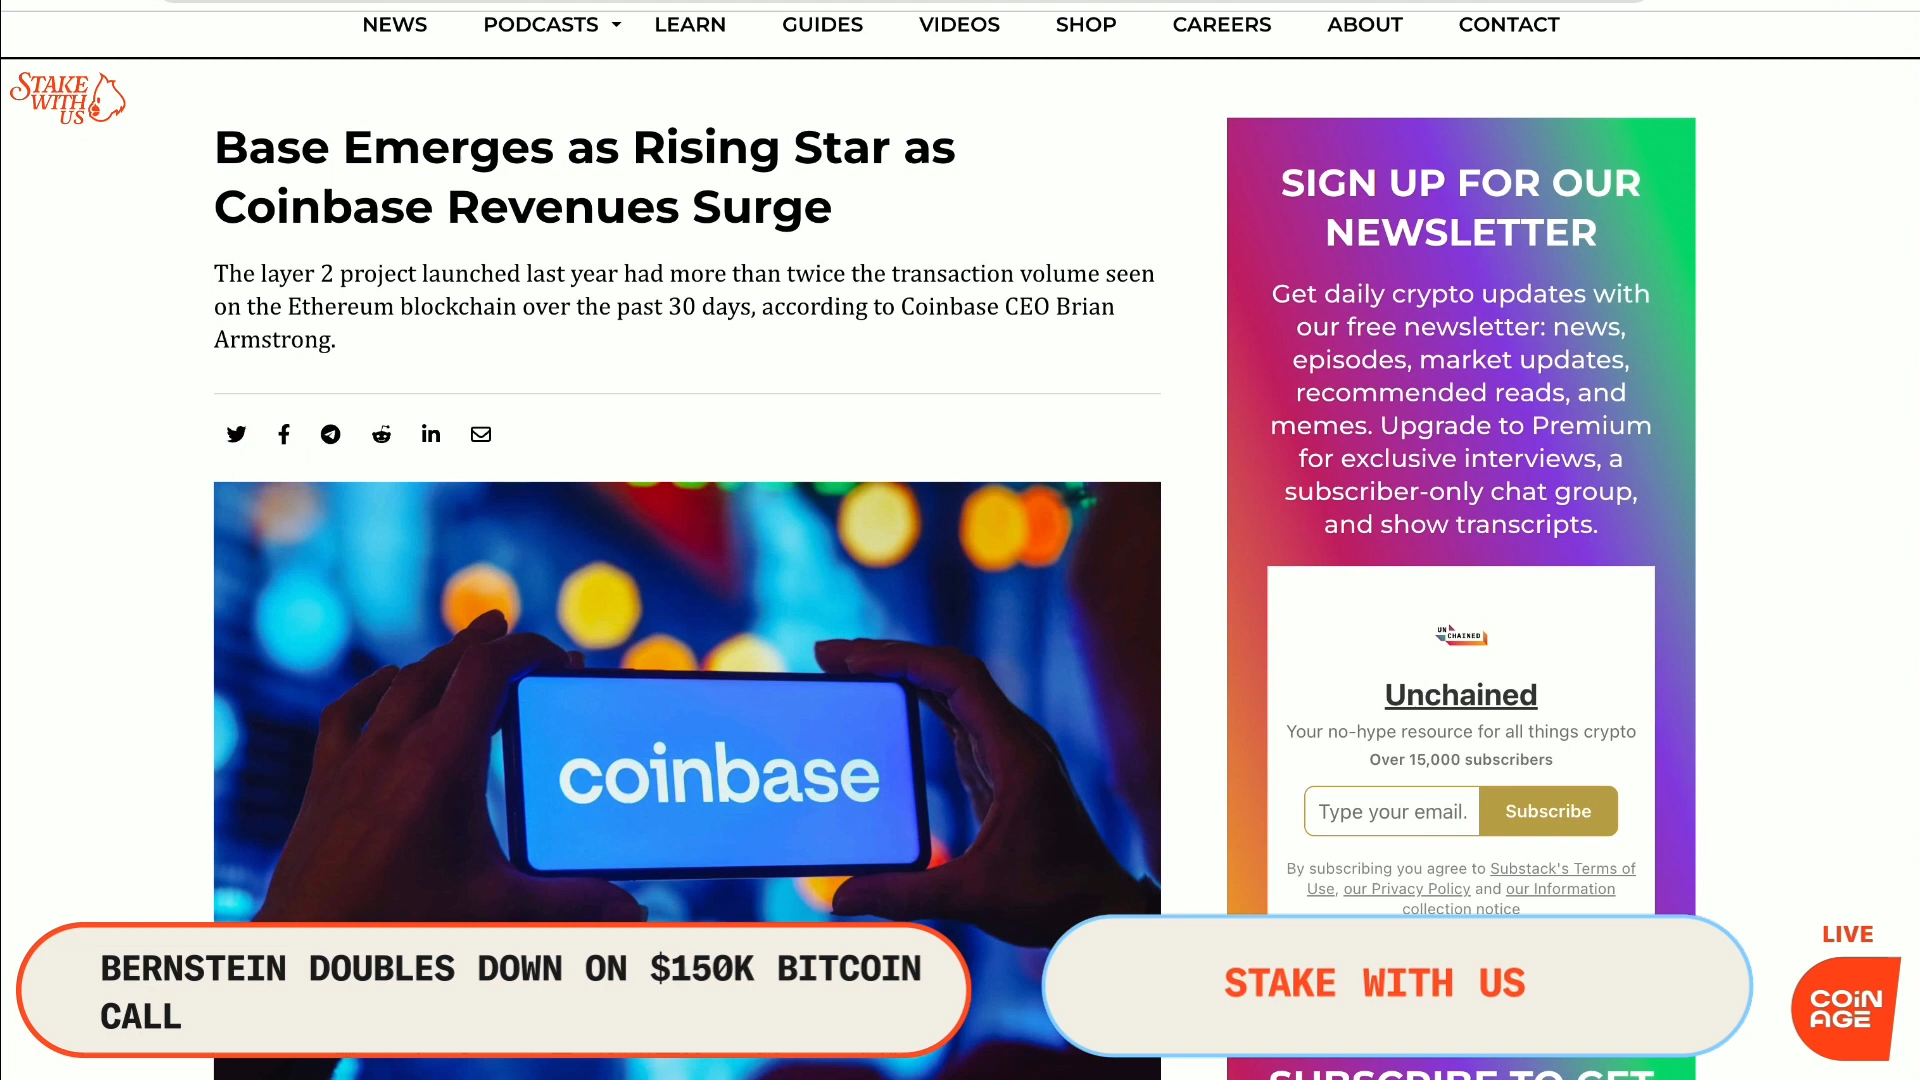 NEWS PODCASTS LEARN GUIDES VIDEOS SHOP CAREERS ABOUT CONTACT
STAKE
WITH
US
Base Emerges as Rising Star as
Coinbase Revenues Surge
The layer 2 project launched last year had more than twice the transaction volume seen
on the Ethereum blockchain over the past 30 days, according to Coinbase CEO Brian
Armstrong.
coinbase
SIGN UP FOR OUR
NEWSLETTER
Get daily crypto updates with
our free newsletter: news,
episodes, market updates,
recommended reads, and
memes. Upgrade to Premium
for exclusive interviews, a
subscriber-only chat group,
and show transcripts.
UN
CHAINED
Unchained
Your no-hype resource for all things crypto
Over 15,000 subscribers
Type your email. Subscribe
By subscribing you agree to Substack's Terms of
Use, our Privacy Policy and our Information
collection notice
SUBSCRIBE TO GET
BERNSTEIN DOUBLES DOWN ON $150K BITCOIN
CALL
STAKE WITH US
LIVE
COiN
AGE